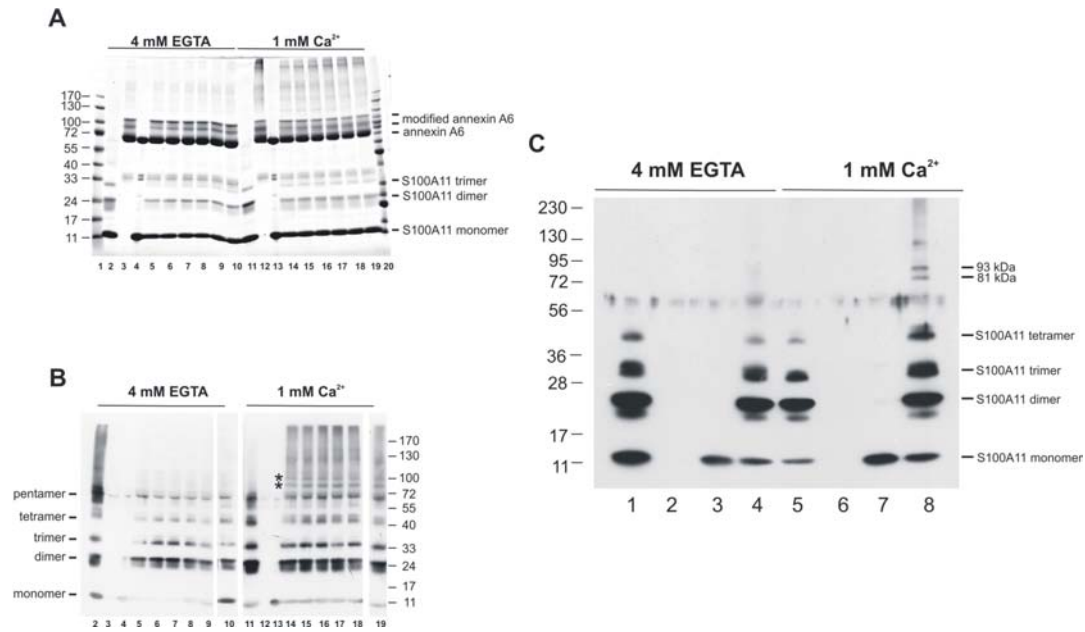 A
4 mM EGTA
1 mM Ca²⁺
170
130
100
72
55
40
33
24
17
11
modified annexin A6
annexin A6
S100A11 trimer
S100A11 dimer
S100A11 monomer
1 2 3 4 5 6 7 8 9 10 11 12 13 14 15 16 17 18 19 20
B
4 mM EGTA
1 mM Ca²⁺
pentamer
tetramer
trimer
dimer
monomer
*
*
170
130
100
72
55
40
33
24
17
11
2 3 4 5 6 7 8 9 10 11 12 13 14 15 16 17 18 19
C
4 mM EGTA
1 mM Ca²⁺
230
130
95
72
56
36
28
17
11
93 kDa
81 kDa
S100A11 tetramer
S100A11 trimer
S100A11 dimer
S100A11 monomer
1 2 3 4 5 6 7 8